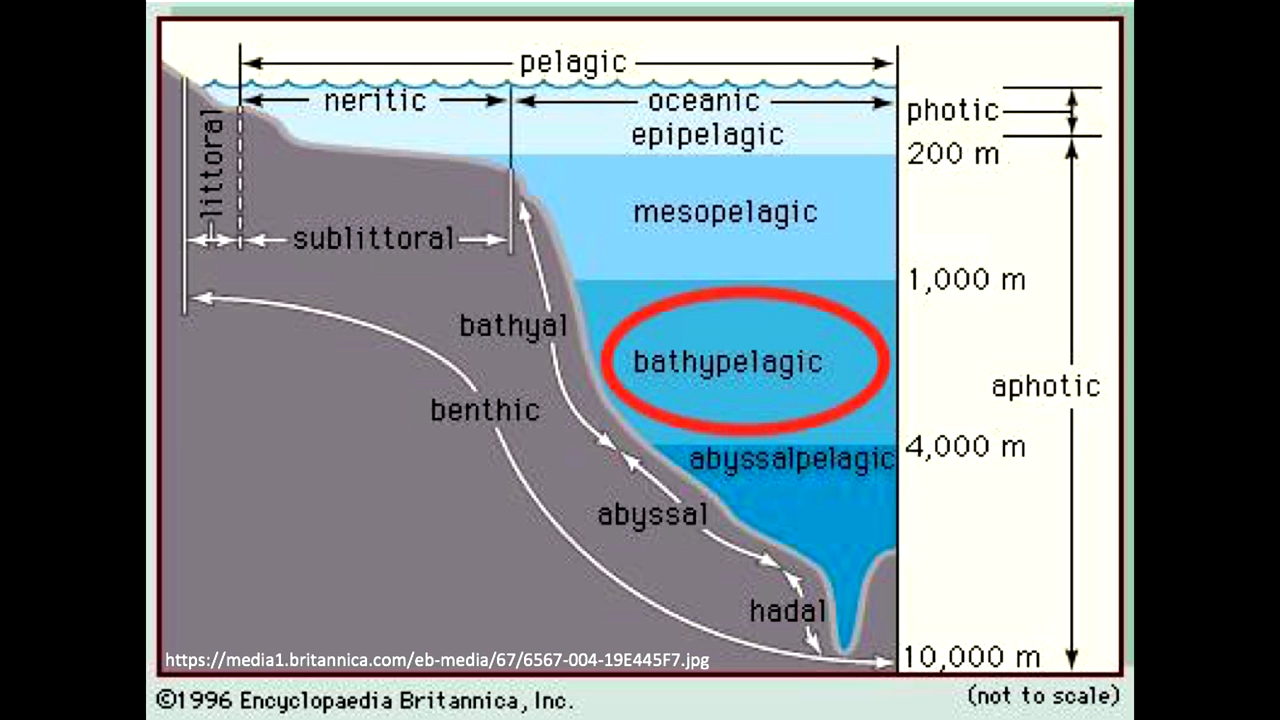 pelagic
neritic
oceanic
photic
epipelagic
200 m
littoral
mesopelagic
sublittoral
1,000 m
bathyal
bathypelagic
aphotic
benthic
4,000 m
abyssalpelagic
abyssal
hadal
10,000 m
https://media1.britannica.com/eb-media/67/6567-004-19E445F7.jpg
©1996 Encyclopaedia Britannica, Inc.
(not to scale)